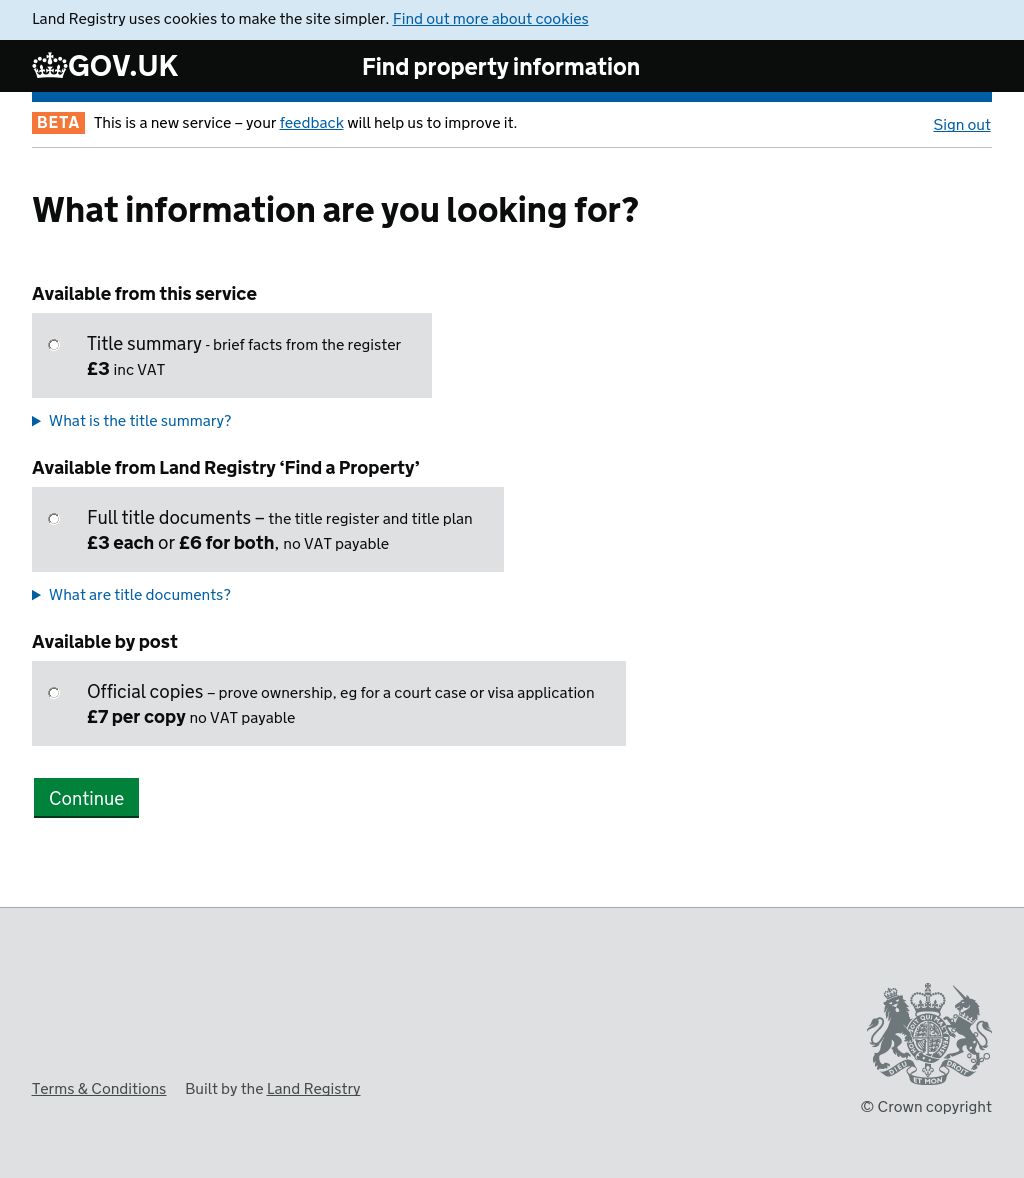 Land Registry uses cookies to make the site simpler. Find out more about cookies
GOV.UK
Find property information
BETA This is a new service – your feedback will help us to improve it.
Sign out
What information are you looking for?
Available from this service
Title summary - brief facts from the register
£3 inc VAT
What is the title summary?
Available from Land Registry ‘Find a Property’
Full title documents – the title register and title plan
£3 each or £6 for both, no VAT payable
What are title documents?
Available by post
Official copies – prove ownership, eg for a court case or visa application
£7 per copy no VAT payable
Continue
DIEU ET MON DROIT
Terms & Conditions
Built by the Land Registry
© Crown copyright